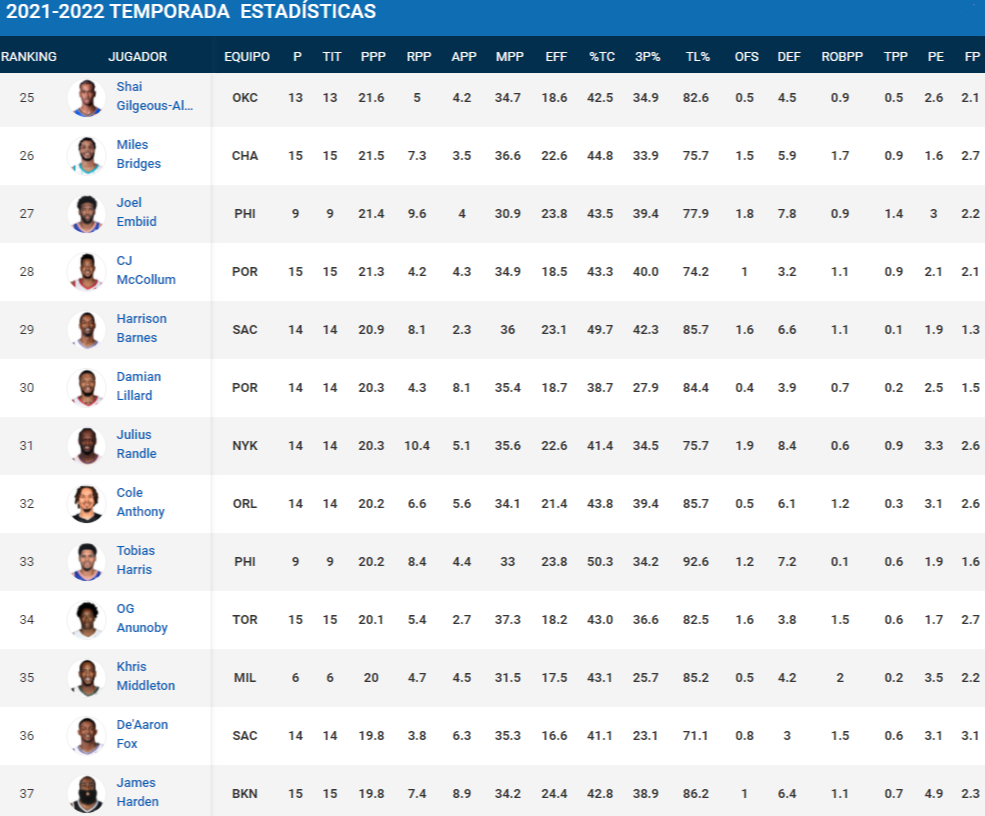 2021-2022 TEMPORADA ESTADÍSTICAS
RANKING JUGADOR EQUIPO P TIT PPP RPP APP MPP EFF %TC 3P% TL% OFS DEF ROBPP TPP PE FP
25 Shai Gilgeous-Al... OKC 13 13 21.6 5 4.2 34.7 18.6 42.5 34.9 82.6 0.5 4.5 0.9 0.5 2.6 2.1
26 Miles Bridges CHA 15 15 21.5 7.3 3.5 36.6 22.6 44.8 33.9 75.7 1.5 5.9 1.7 0.9 1.6 2.7
27 Joel Embiid PHI 9 9 21.4 9.6 4 30.9 23.8 43.5 39.4 77.9 1.8 7.8 0.9 1.4 3 2.2
28 CJ McCollum POR 15 15 21.3 4.2 4.3 34.9 18.5 43.3 40.0 74.2 1 3.2 1.1 0.9 2.1 2.1
29 Harrison Barnes SAC 14 14 20.9 8.1 2.3 36 23.1 49.7 42.3 85.7 1.6 6.6 1.1 0.1 1.9 1.3
30 Damian Lillard POR 14 14 20.3 4.3 8.1 35.4 18.7 38.7 27.9 84.4 0.4 3.9 0.7 0.2 2.5 1.5
31 Julius Randle NYK 14 14 20.3 10.4 5.1 35.6 22.6 41.4 34.5 75.7 1.9 8.4 0.6 0.9 3.3 2.6
32 Cole Anthony ORL 14 14 20.2 6.6 5.6 34.1 21.4 43.8 39.4 85.7 0.5 6.1 1.2 0.3 3.1 2.6
33 Tobias Harris PHI 9 9 20.2 8.4 4.4 33 23.8 50.3 34.2 92.6 1.2 7.2 0.1 0.6 1.9 1.6
34 OG Anunoby TOR 15 15 20.1 5.4 2.7 37.3 18.2 43.0 36.6 82.5 1.6 3.8 1.5 0.6 1.7 2.7
35 Khris Middleton MIL 6 6 20 4.7 4.5 31.5 17.5 43.1 25.7 85.2 0.5 4.2 2 0.2 3.5 2.2
36 De'Aaron Fox SAC 14 14 19.8 3.8 6.3 35.3 16.6 41.1 23.1 71.1 0.8 3 1.5 0.6 3.1 3.1
37 James Harden BKN 15 15 19.8 7.4 8.9 34.2 24.4 42.8 38.9 86.2 1 6.4 1.1 0.7 4.9 2.3